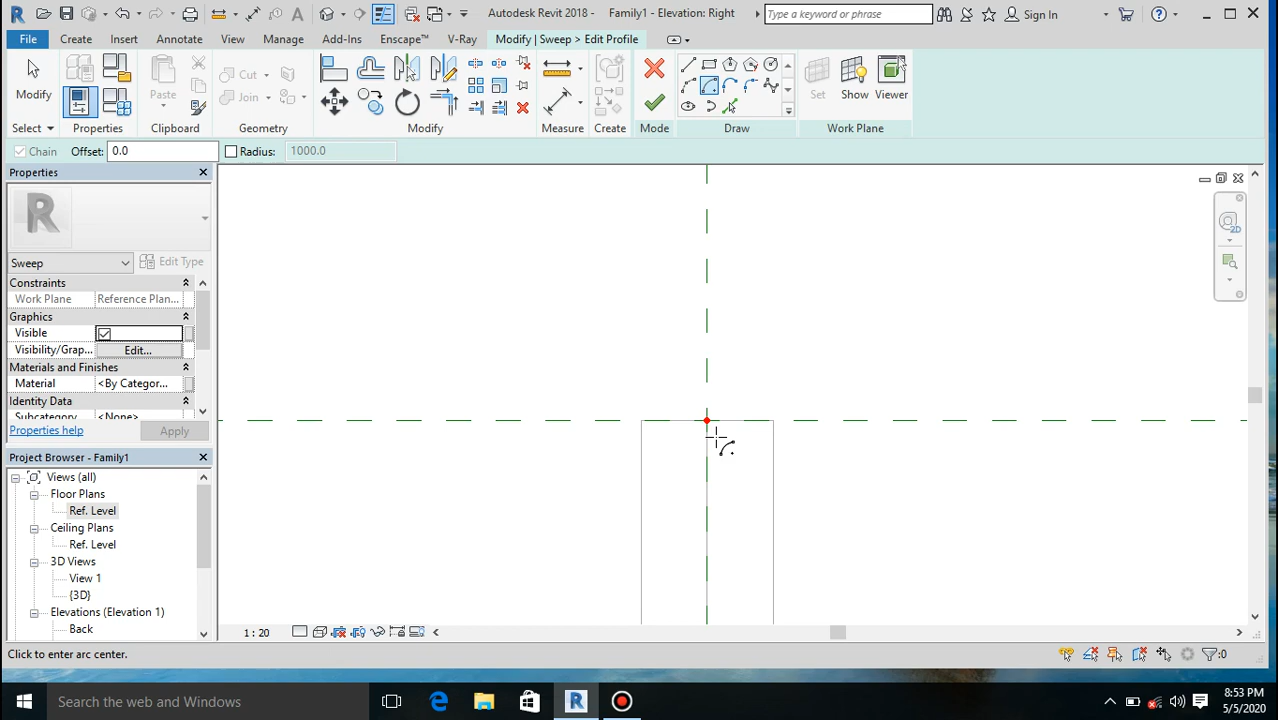 Autodesk Revit 2018 - Family1 - Elevation: Right
Type a keyword or phrase
Sign In
File Create Insert Annotate View Manage Add-Ins Enscape™ V-Ray Modify | Sweep > Edit Profile
Modify
Paste
Cut
Join
Set Show Viewer
Select Properties Clipboard Geometry Modify Measure Create Mode Draw Work Plane
Chain Offset: 0.0 Radius: 1000.0
Properties
R
Sweep Edit Type
Constraints
Work Plane Reference Plan...
Graphics
Visible
Visibility/Grap... Edit...
Materials and Finishes
Material <By Categor...
Identity Data
Subcategory <None>
Properties help Apply
Project Browser - Family1
Views (all)
Floor Plans
Ref. Level
Ceiling Plans
Ref. Level
3D Views
View 1
{3D}
Elevations (Elevation 1)
Back
2D
1 : 20
Click to enter arc center.
:0
Search the web and Windows
8:53 PM
5/5/2020